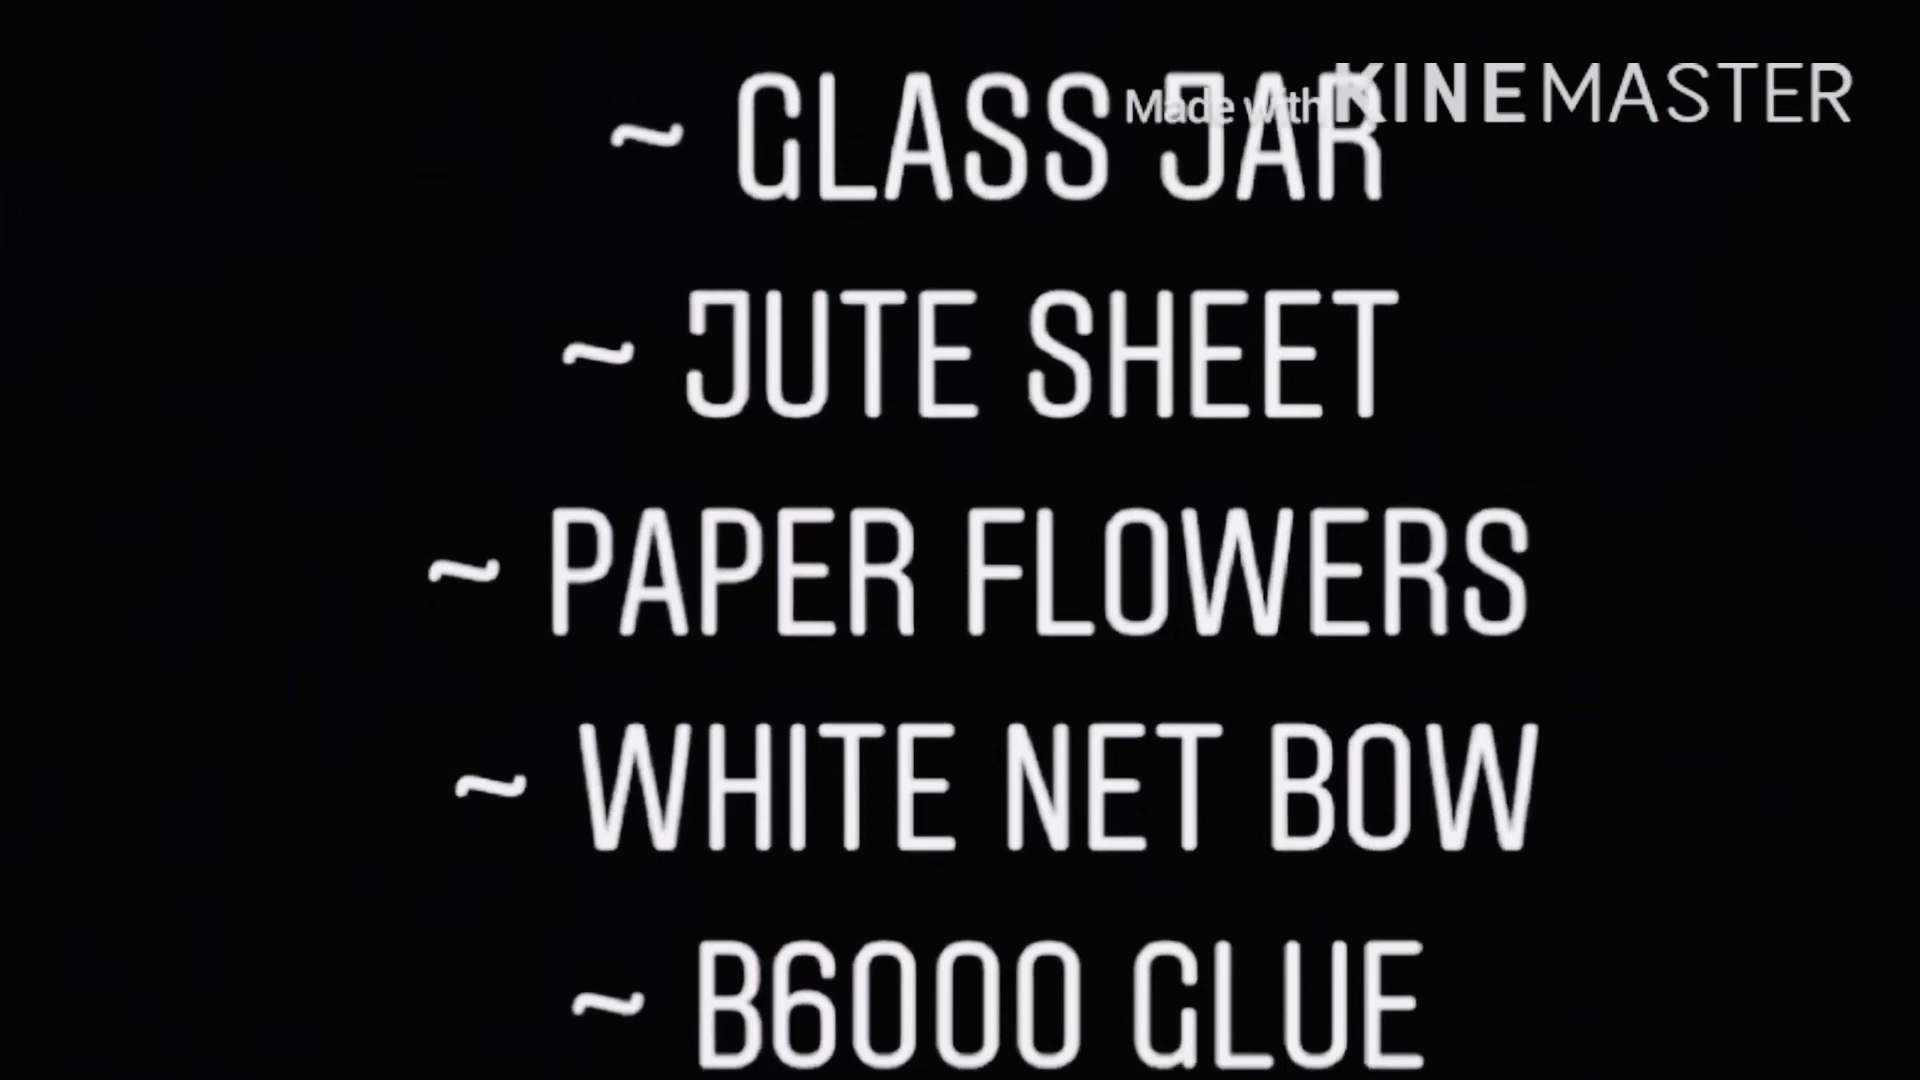 ~ GLASS JAR
Made with KINEMASTER
~ JUTE SHEET
~ PAPER FLOWERS
~ WHITE NET BOW
~ B6000 GLUE